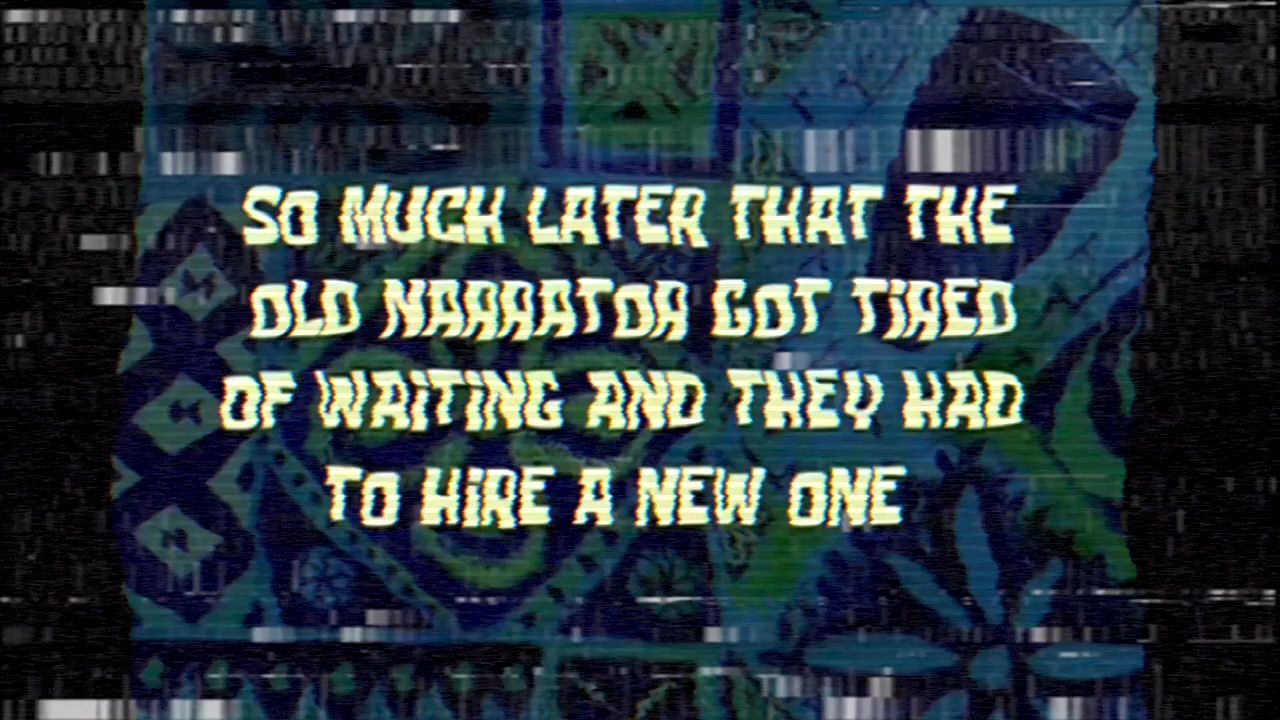 SO MUCH LATER THAT THE
OLD NARRATOR GOT TIRED
OF WAITING AND THEY HAD
TO HIRE A NEW ONE